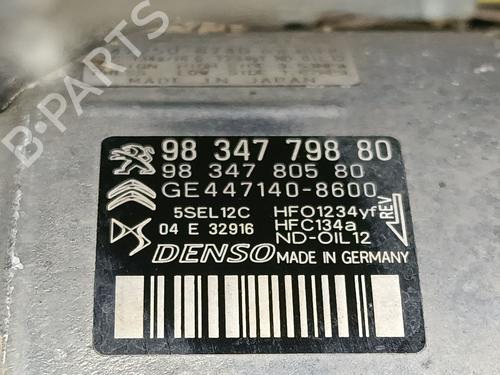 MADE IN JAPAN
98 347 798 80
98 347 805 80
GE447140-8600
5SEL12C HFO1234yf
04 E 32916 HFC134a
ND-OIL12
REV
DENSO MADE IN GERMANY
B-PARTS